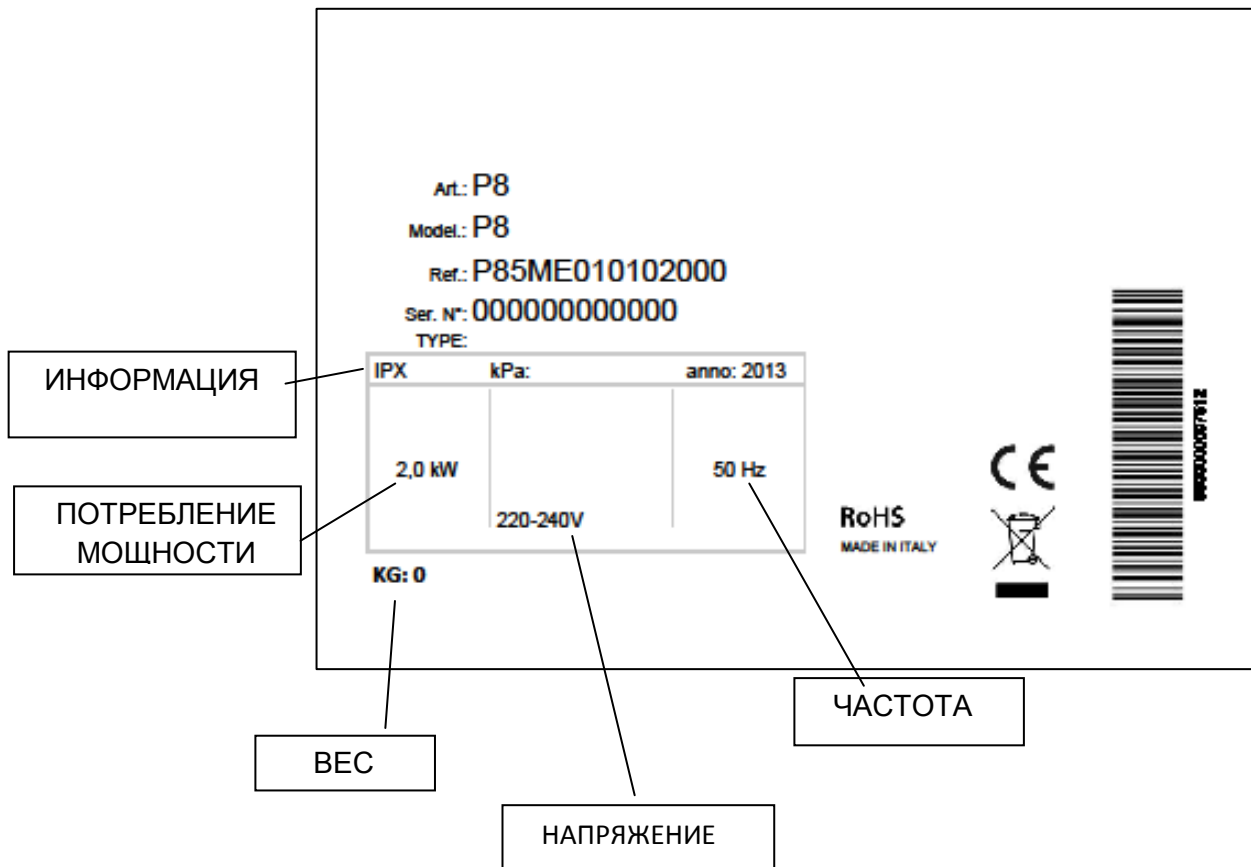 Art.: P8
Model.: P8
Ref.: P85ME010102000
Ser. N°: 000000000000
TYPE:
ИНФОРМАЦИЯ
IPX kPa: anno: 2013
2,0 kW 50 Hz
ПОТРЕБЛЕНИЕ
МОЩНОСТИ
220-240V
KG: 0
CE
RoHS
MADE IN ITALY
ЧАСТОТА
ВЕС
НАПРЯЖЕНИЕ